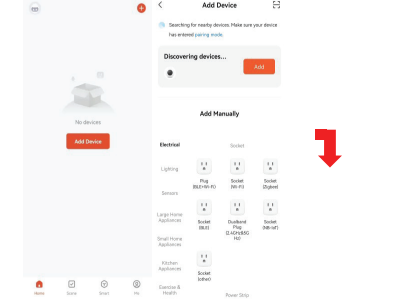 No devices
Add Device
Home
Scene
Smart
Me
Add Device
Searching for nearby devices. Make sure your device
has entered pairing mode.
Discovering devices...
Add
Add Manually
Electrical
Socket
Lighting
Plug
(BLE+Wi-Fi)
Socket
(Wi-Fi)
Socket
(Zigbee)
Sensors
Large Home
Appliances
Socket
(BLE)
Dualband
Plug
(2.4GHz&5G
Hz)
Socket
(NB-IoT)
Small Home
Appliances
Kitchen
Appliances
Socket
(other)
Exercise &
Health
Power Strip